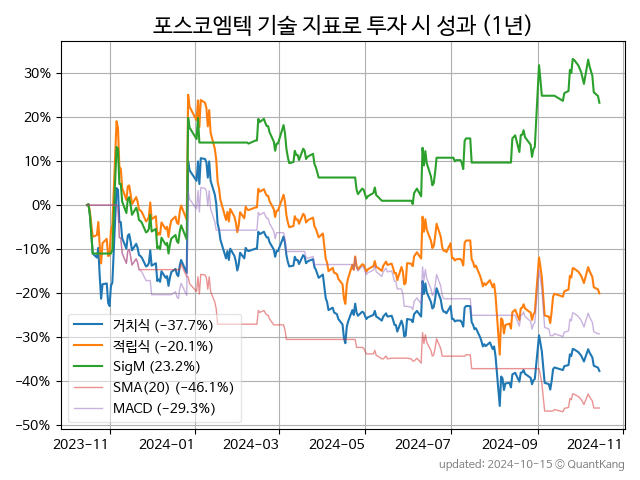 포스코엠텍 기술 지표로 투자 시 성과 (1년)
30%
20%
10%
0%
−10%
−20%
−30%
−40%
−50%
거치식 (−37.7%)
적립식 (−20.1%)
SigM (23.2%)
SMA(20) (−46.1%)
MACD (−29.3%)
2023−11
2024−01
2024−03
2024−05
2024−07
2024−09
2024−11
updated: 2024-10-15 © QuantKang